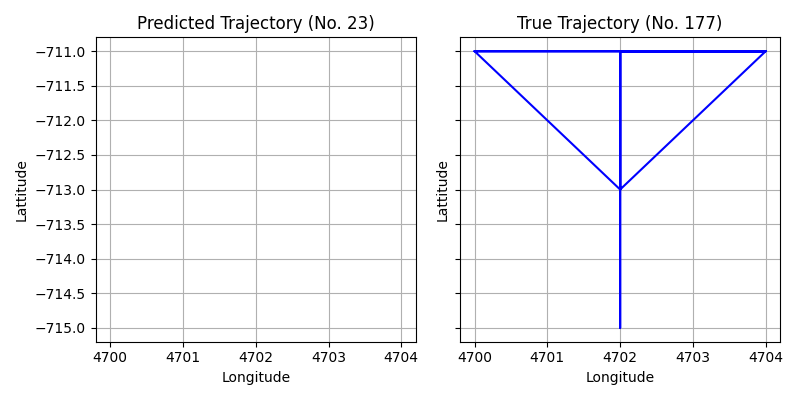 Predicted Trajectory (No. 23)
True Trajectory (No. 177)
−711.0
−711.5
−712.0
−712.5
−713.0
−713.5
−714.0
−714.5
−715.0
Lattitude
Lattitude
4700 4701 4702 4703 4704
4700 4701 4702 4703 4704
Longitude
Longitude